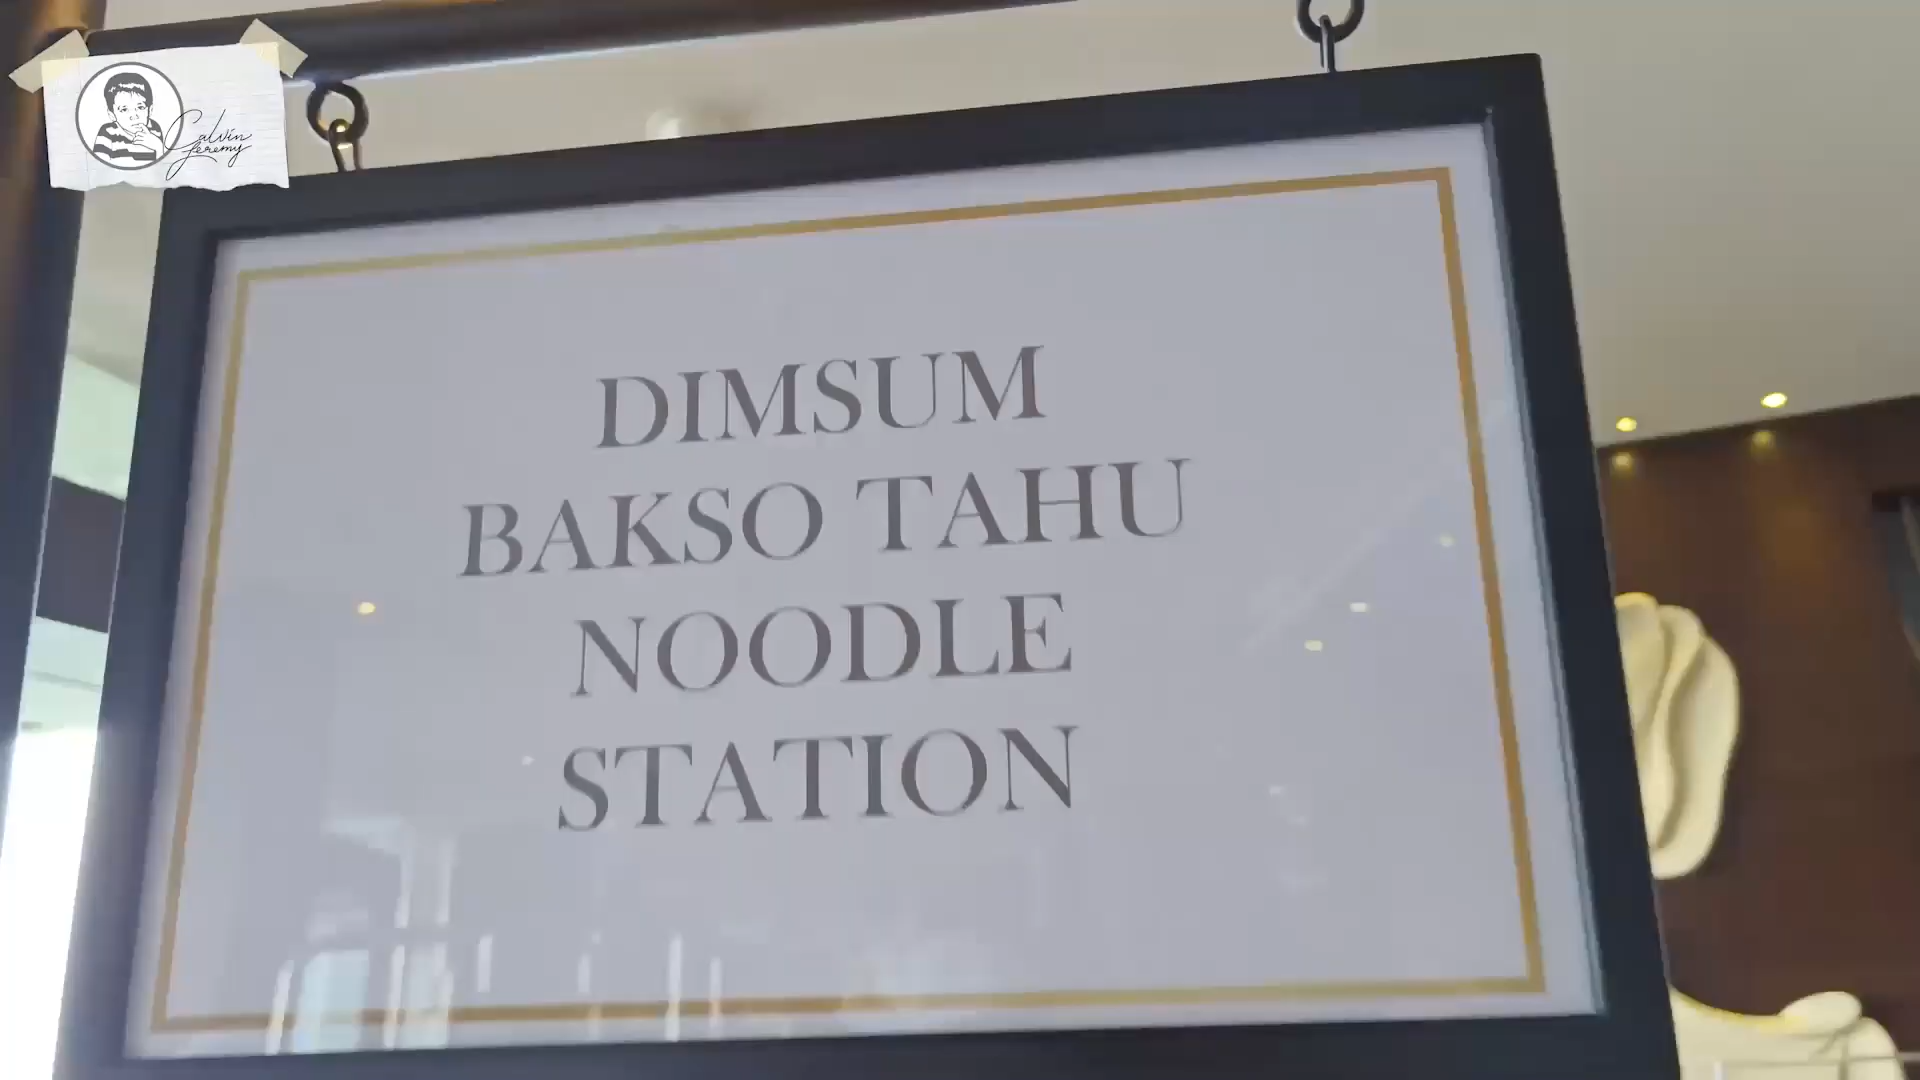 Calvin
Jeremy
DIMSUM
BAKSO TAHU
NOODLE
STATION